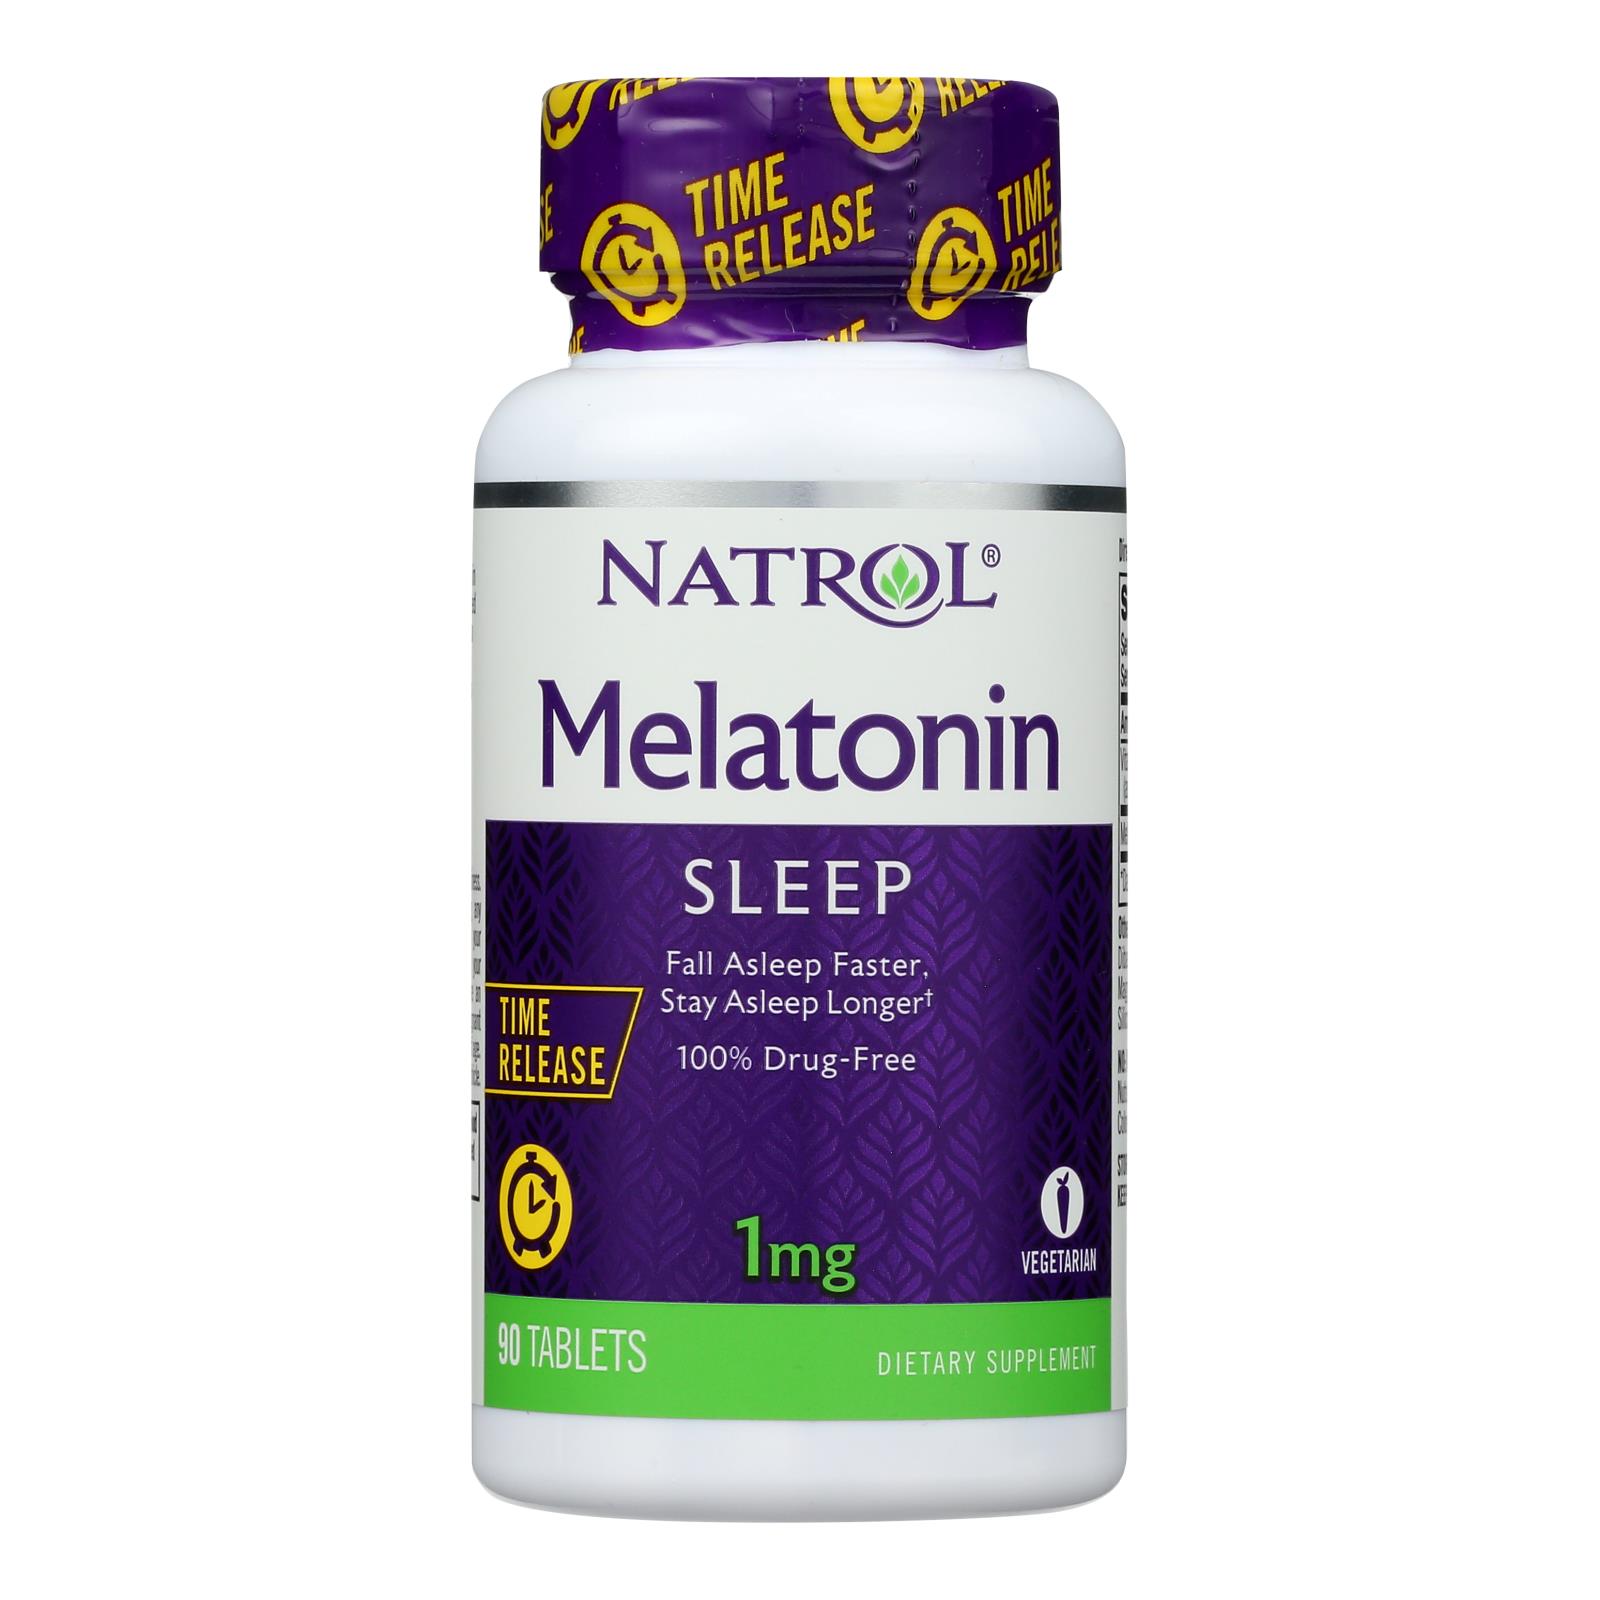 TIME
RELEASE
TIME
NATROL®
Melatonin
SLEEP
Fall Asleep Faster,
Stay Asleep Longer†
100% Drug-Free
TIME
RELEASE
1mg
VEGETARIAN
90 TABLETS
DIETARY SUPPLEMENT